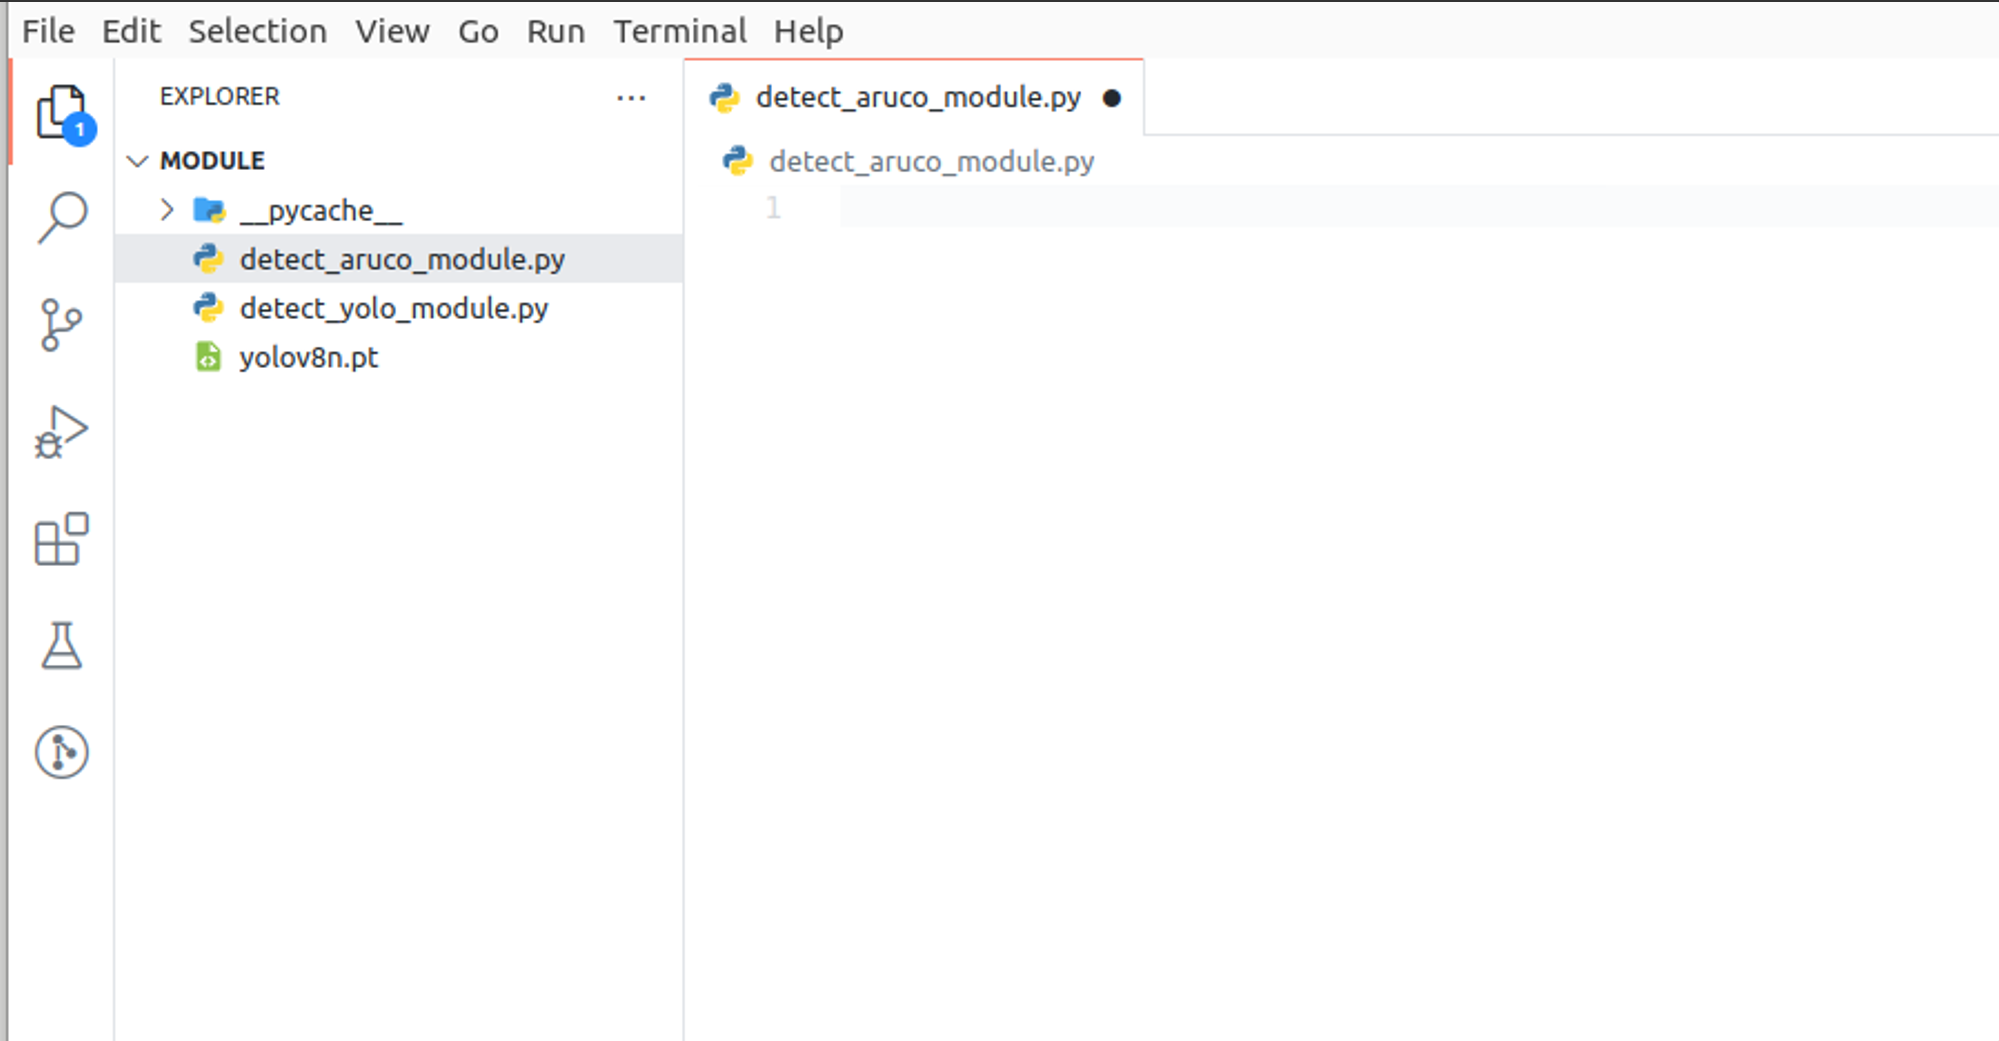 File Edit Selection View Go Run Terminal Help
EXPLORER ...
MODULE
__pycache__
detect_aruco_module.py
detect_yolo_module.py
yolov8n.pt
1
detect_aruco_module.py
detect_aruco_module.py
1